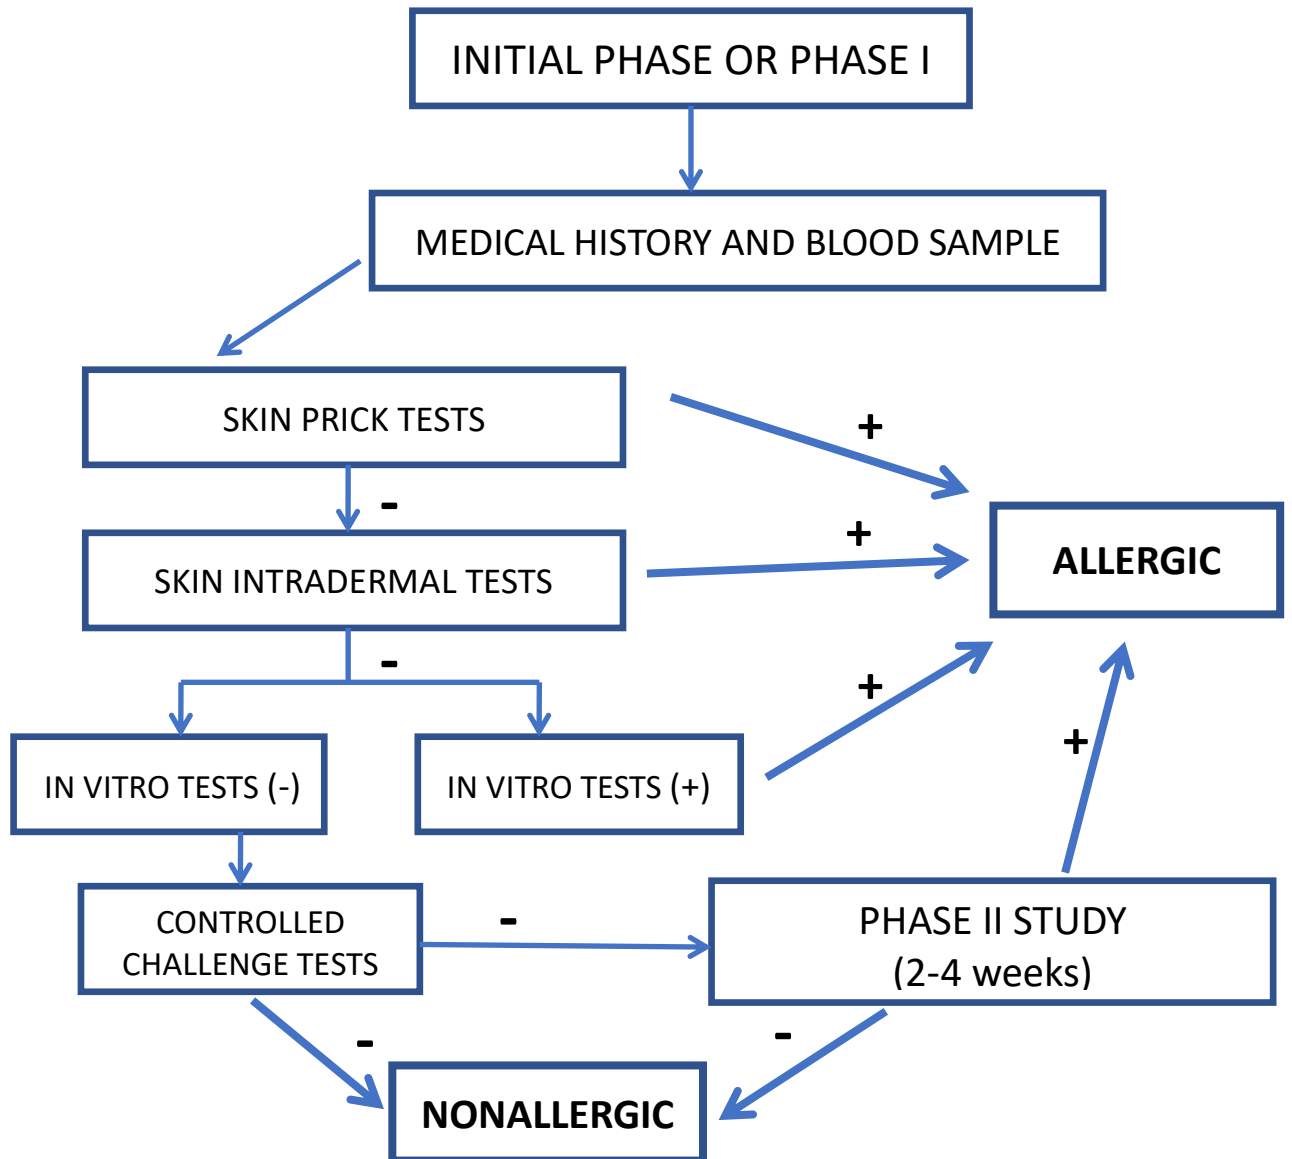 INITIAL PHASE OR PHASE I
MEDICAL HISTORY AND BLOOD SAMPLE
SKIN PRICK TESTS
+
-
SKIN INTRADERMAL TESTS
+
ALLERGIC
-
+
+
IN VITRO TESTS (-)
IN VITRO TESTS (+)
CONTROLLED
CHALLENGE TESTS
-
PHASE II STUDY
(2-4 weeks)
-
-
NONALLERGIC